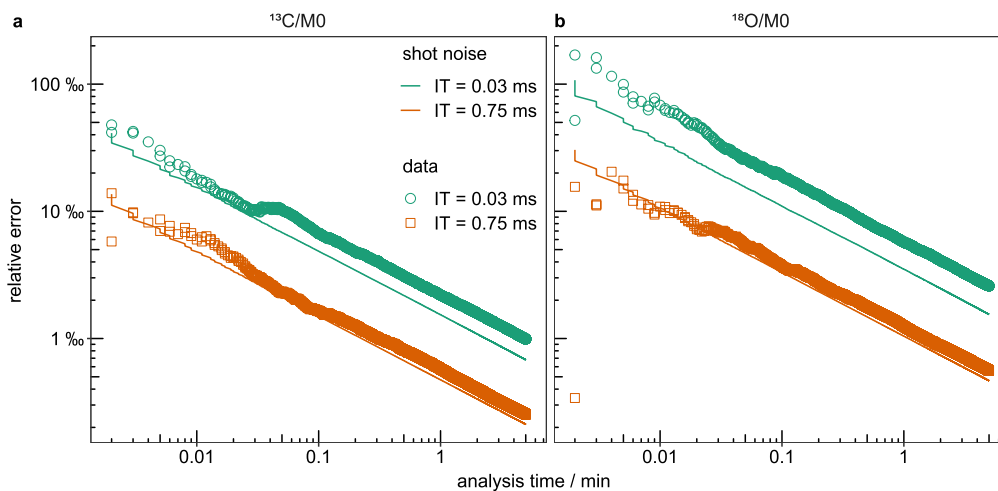 a
¹³C/M0
b
¹⁸O/M0
relative error
100 ‰
10 ‰
1 ‰
shot noise
IT = 0.03 ms
IT = 0.75 ms
data
IT = 0.03 ms
IT = 0.75 ms
0.01 0.1 1
0.01 0.1 1
analysis time / min